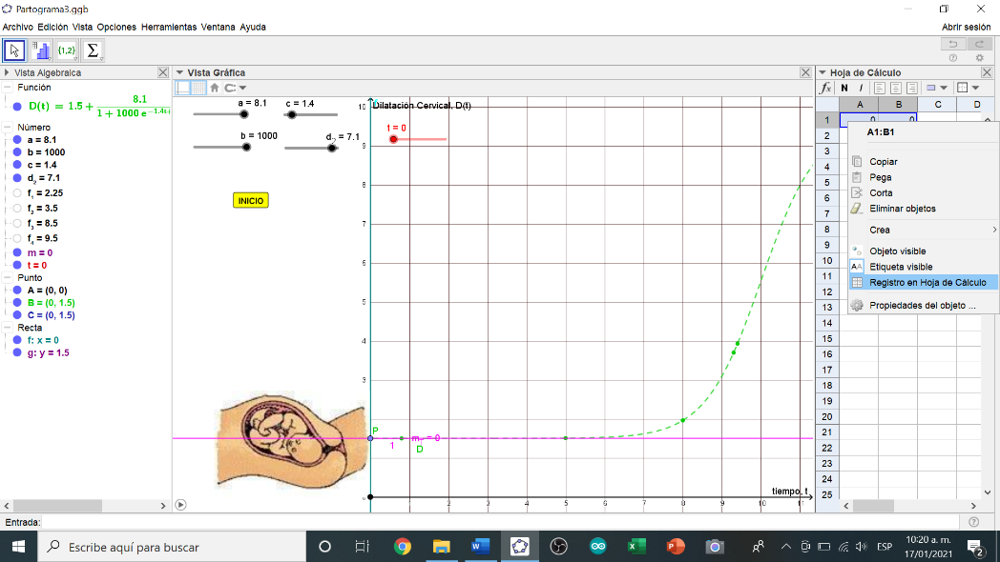 Partograma3.ggb
Archivo Edición Vista Opciones Herramientas Ventana Ayuda
Abrir sesión
{1,2}
Σ
Vista Algebraica
Función
D(t) = 1.5 + 8.1
1 + 1000 e^-1.4t
Número
a = 8.1
b = 1000
c = 1.4
d₂ = 7.1
f₁ = 2.25
f₂ = 3.5
f₃ = 8.5
f₄ = 9.5
m = 0
t = 0
Punto
A = (0, 0)
B = (0, 1.5)
C = (0, 1.5)
Recta
f: x = 0
g: y = 1.5
Vista Gráfica
a = 8.1
c = 1.4
b = 1000
d₂ = 7.1
INICIO
Dilatación Cervical, D(t)
t = 0
10
9
8
7
6
5
4
3
P
1
m = 0
D
tiempo, t
0
1 2 3 4 5 6 7 8 9 10 11
Hoja de Cálculo
fx N I
A B C D
1 0 0
2
3
4
5
6
7
8
9
10
11
12
13
14
15
16
17
18
19
20
21
22
23
24
25
A1:B1
Copiar
Pega
Corta
Eliminar objetos
Crea
Objeto visible
AA Etiqueta visible
Registro en Hoja de Cálculo
Propiedades del objeto ...
Entrada:
Escribe aquí para buscar
ESP
10:20 a. m.
17/01/2021
2